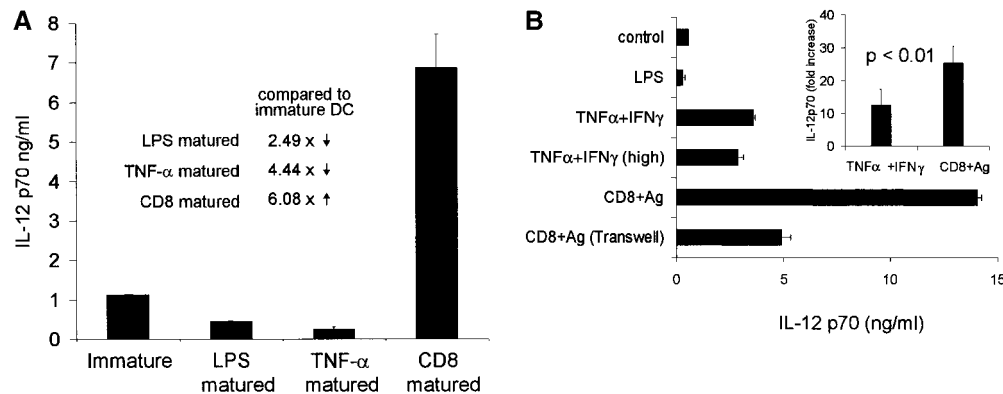 A
IL-12 p70 ng/ml
8
7
6
5
4
3
2
1
0
compared to
immature DC
LPS matured 2.49 x ↓
TNF-α matured 4.44 x ↓
CD8 matured 6.08 x ↑
Immature
LPS
matured
TNF-α
matured
CD8
matured
B
control
LPS
TNFα+IFNγ
TNFα+IFNγ (high)
CD8+Ag
CD8+Ag (Transwell)
0 5 10 15
IL-12 p70 (ng/ml)
IL-12p70 (fold increase)
40
30
20
10
0
p < 0.01
TNFα +IFNγ CD8+Ag